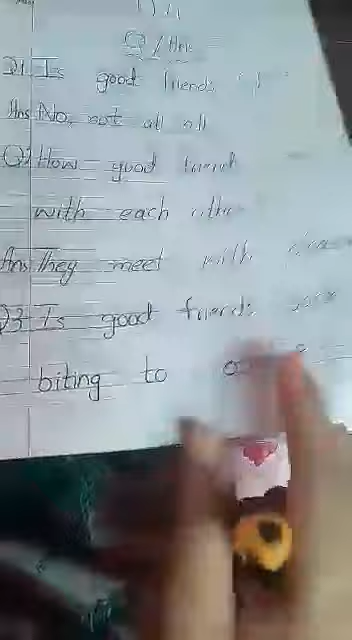 Q/Ans
Q1. Is good friends
Ans No, not at all
Q2 How good friend
with each other
Ans They meet with
Q3 Is good friends
biting to